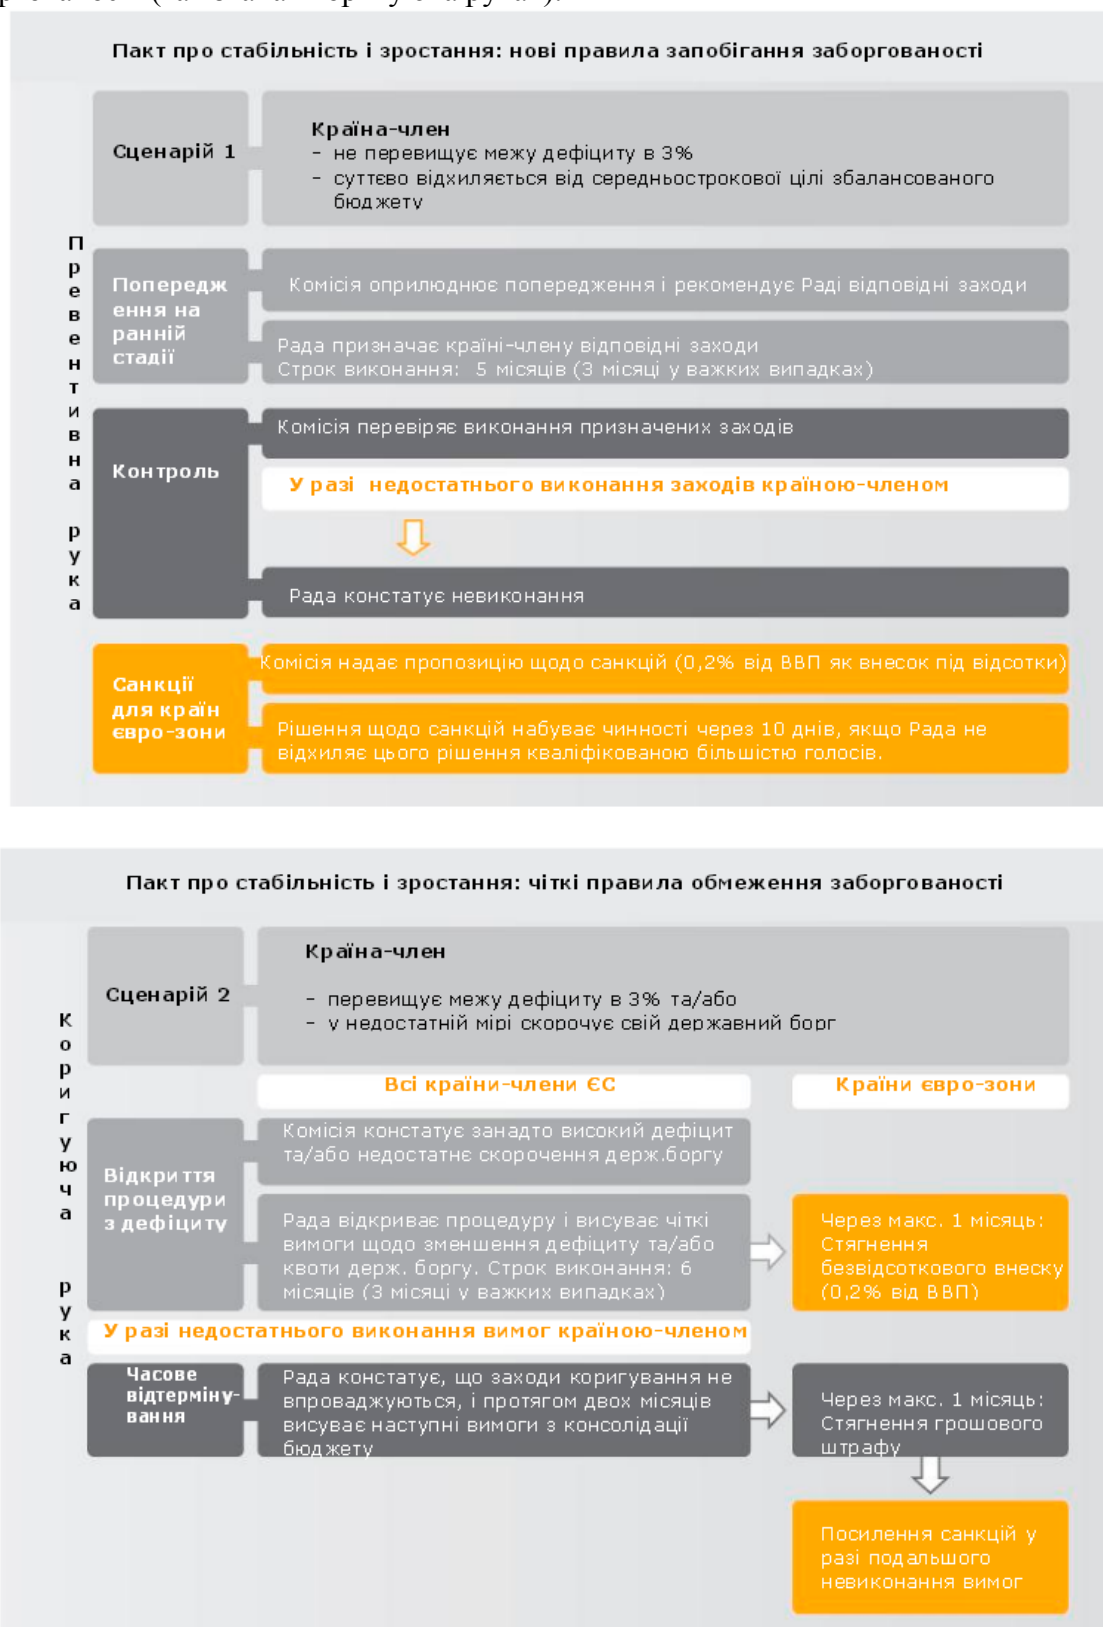 Пакт про стабільність і зростання: нові правила запобігання заборгованості
Превентивна рука
Сценарій 1
Країна-член
- не перевищує межу дефіциту в 3%
- суттєво відхиляється від середньострокової цілі збалансованого
бюджету
Попередж
ення на
ранній
стадії
Комісія оприлюднює попередження і рекомендує Раді відповідні заходи
Рада призначає країні-члену відповідні заходи
Строк виконання: 5 місяців (3 місяці у важких випадках)
Контроль
Комісія перевіряє виконання призначених заходів
У разі недостатнього виконання заходів країною-членом
Рада констатує невиконання
Санкції
для країн
євро-зони
Комісія надає пропозицію щодо санкцій (0,2% від ВВП як внесок під відсотки)
Рішення щодо санкцій набуває чинності через 10 днів, якщо Рада не
відхиляє цього рішення кваліфікованою більшістю голосів.
Пакт про стабільність і зростання: чіткі правила обмеження заборгованості
Коригуюча рука
Сценарій 2
Країна-член
- перевищує межу дефіциту в 3% та/або
- у недостатній мірі скорочує свій державний борг
Всі країни-члени ЄС
Країни євро-зони
Відкриття
процедури
з дефіциту
Комісія констатує занадто високий дефіцит
та/або недостатнє скорочення держ.боргу
Рада відкриває процедуру і висуває чіткі
вимоги щодо зменшення дефіциту та/або
квоти держ. боргу. Строк виконання: 6
місяців (3 місяці у важких випадках)
Через макс. 1 місяць:
Стягнення
безвідсоткового внеску
(0,2% від ВВП)
У разі недостатнього виконання вимог країною-членом
Часове
відтерміну-
вання
Рада констатує, що заходи коригування не
впроваджуються, і протягом двох місяців
висуває наступні вимоги з консолідації
бюджету
Через макс. 1 місяць:
Стягнення грошового
штрафу
Посилення санкцій у
разі подальшого
невиконання вимог